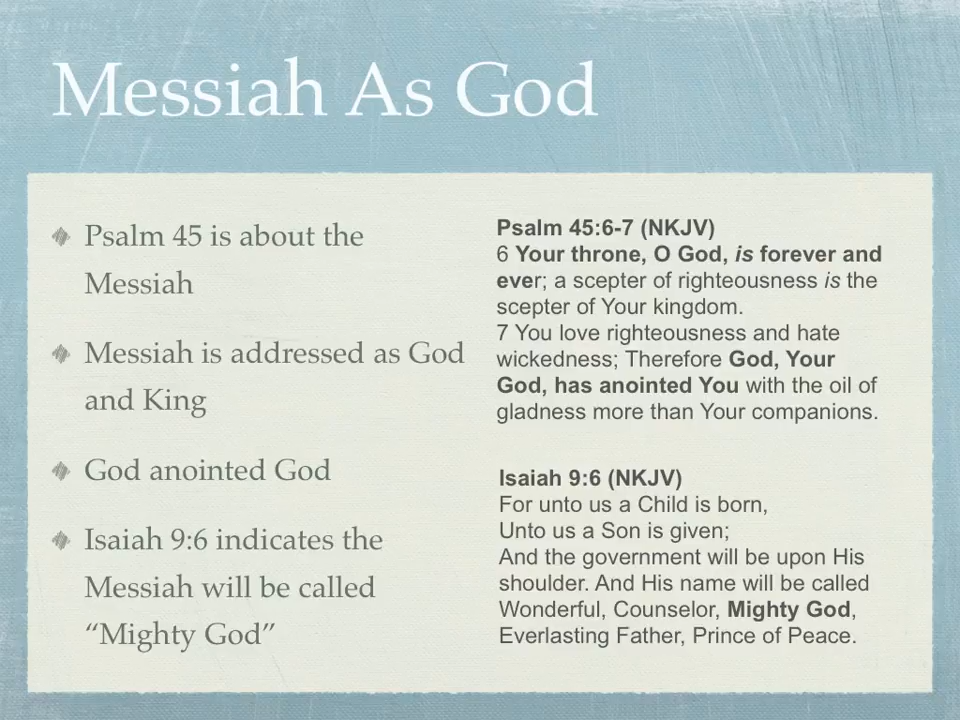 Messiah As God
Psalm 45 is about the
Messiah
Messiah is addressed as God
and King
God anointed God
Isaiah 9:6 indicates the
Messiah will be called
“Mighty God”
Psalm 45:6-7 (NKJV)
6 Your throne, O God, is forever and
ever; a scepter of righteousness is the
scepter of Your kingdom.
7 You love righteousness and hate
wickedness; Therefore God, Your
God, has anointed You with the oil of
gladness more than Your companions.
Isaiah 9:6 (NKJV)
For unto us a Child is born,
Unto us a Son is given;
And the government will be upon His
shoulder. And His name will be called
Wonderful, Counselor, Mighty God,
Everlasting Father, Prince of Peace.